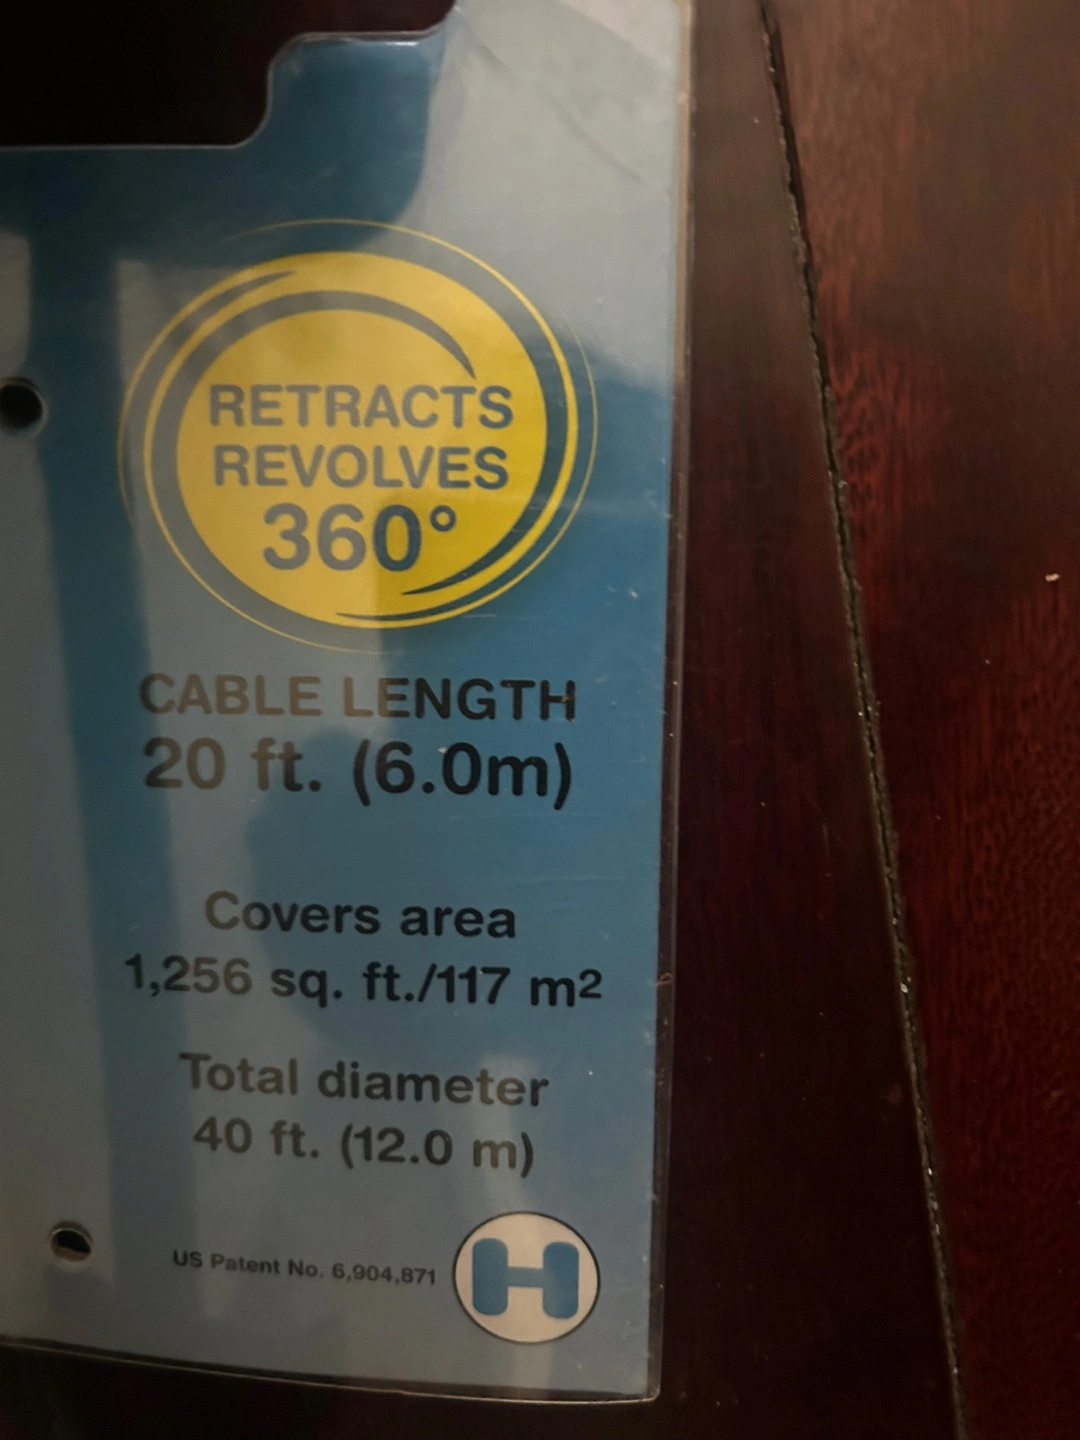 RETRACTS
REVOLVES
360°
CABLE LENGTH
20 ft. (6.0m)
Covers area
1,256 sq. ft./117 m2
Total diameter
40 ft. (12.0 m)
US Patent No. 6,904,871
H